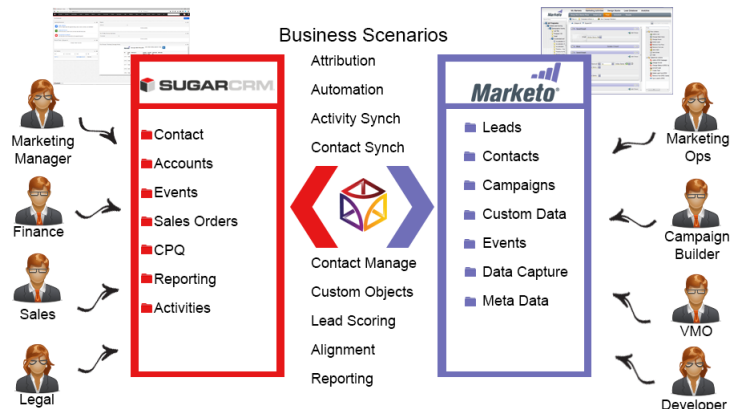 Business Scenarios
SUGARCRM
Marketo
Attribution
Automation
Activity Synch
Contact Synch
Contact Manage
Custom Objects
Lead Scoring
Alignment
Reporting
Marketing
Manager
Finance
Sales
Legal
Contact
Accounts
Events
Sales Orders
CPQ
Reporting
Activities
Leads
Contacts
Campaigns
Custom Data
Events
Data Capture
Meta Data
Marketing
Ops
Campaign
Builder
VMO
Developer